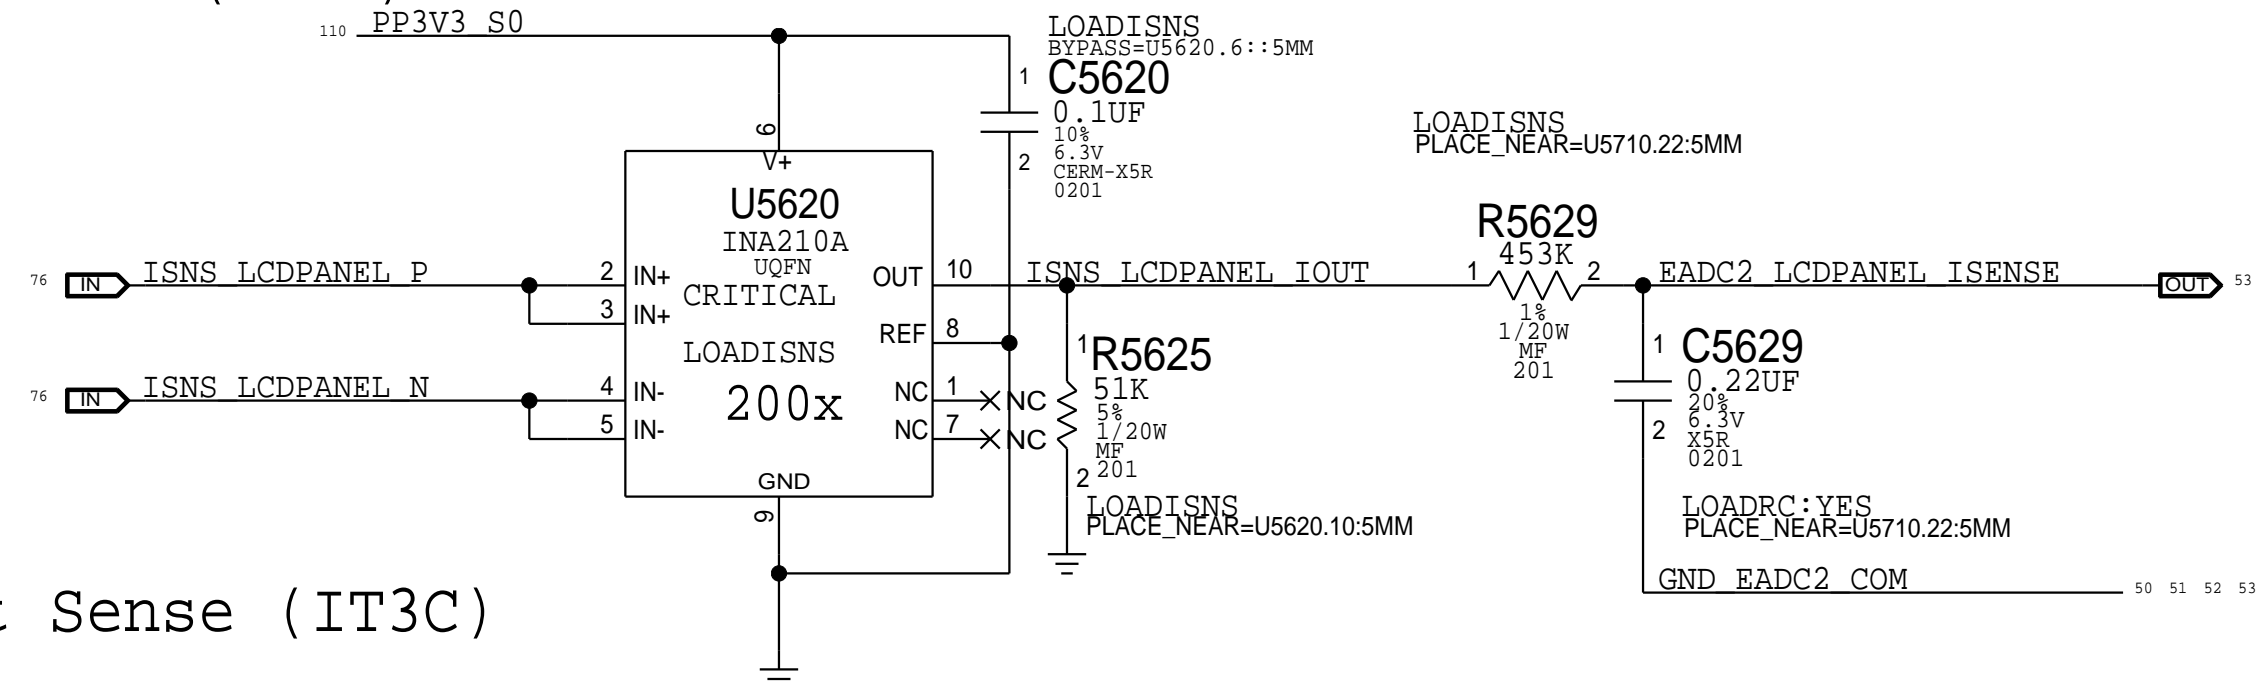 110 PP3V3_S0
LOADISNS
BYPASS=U5620.6::5MM
1
C5620
0.1UF
10%
6.3V
CERM-X5R
0201
2
6
V+
U5620
INA210A
UQFN
CRITICAL
LOADISNS
200x
76 IN ISNS_LCDPANEL_P
2 IN+
3 IN+
76 IN ISNS_LCDPANEL_N
4 IN-
5 IN-
OUT 10
REF 8
NC 1 NC
NC 7 NC
GND
9
ISNS_LCDPANEL_IOUT
1
R5625
51K
5%
1/20W
MF
201
2
LOADISNS
PLACE_NEAR=U5620.10:5MM
LOADISNS
PLACE_NEAR=U5710.22:5MM
R5629
453K
1 2
1%
1/20W
MF
201
EADC2_LCDPANEL_ISENSE
OUT 53
1
C5629
0.22UF
20%
6.3V
X5R
0201
2
LOADRC:YES
PLACE_NEAR=U5710.22:5MM
GND_EADC2_COM
50 51 52 53
Sense (IT3C)